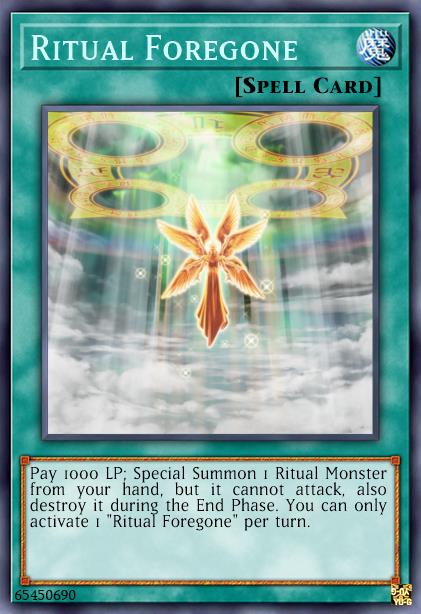 Ritual Foregone
魔
[Spell Card]
Pay 1000 LP; Special Summon 1 Ritual Monster
from your hand, but it cannot attack, also
destroy it during the End Phase. You can only
activate 1 "Ritual Foregone" per turn.
65450690